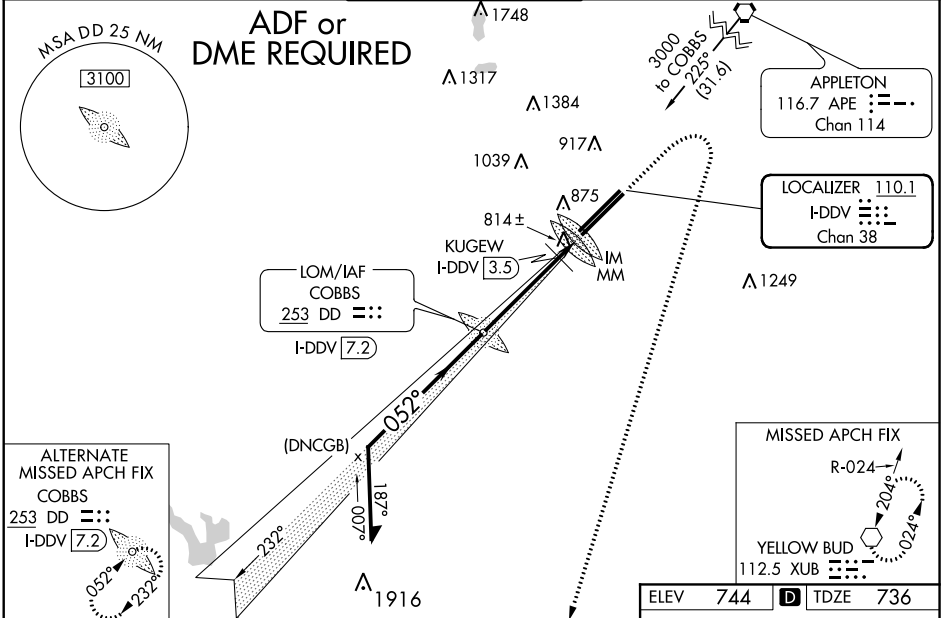 MSA DD 25 NM
3100
ADF or
DME REQUIRED
1748
1317
1384
917
1039
875
814±
3000
to COBBS
225°
(31.6)
APPLETON
116.7 APE
Chan 114
LOCALIZER 110.1
I-DDV
Chan 38
KUGEW
I-DDV 3.5
IM
MM
1249
LOM/IAF
COBBS
253 DD
I-DDV 7.2
052°
(DNCGB)
187°
007°
232°
1916
ALTERNATE
MISSED APCH FIX
COBBS
253 DD
I-DDV 7.2
052°
232°
MISSED APCH FIX
R-024
204°
024°
YELLOW BUD
112.5 XUB
ELEV 744 D TDZE 736